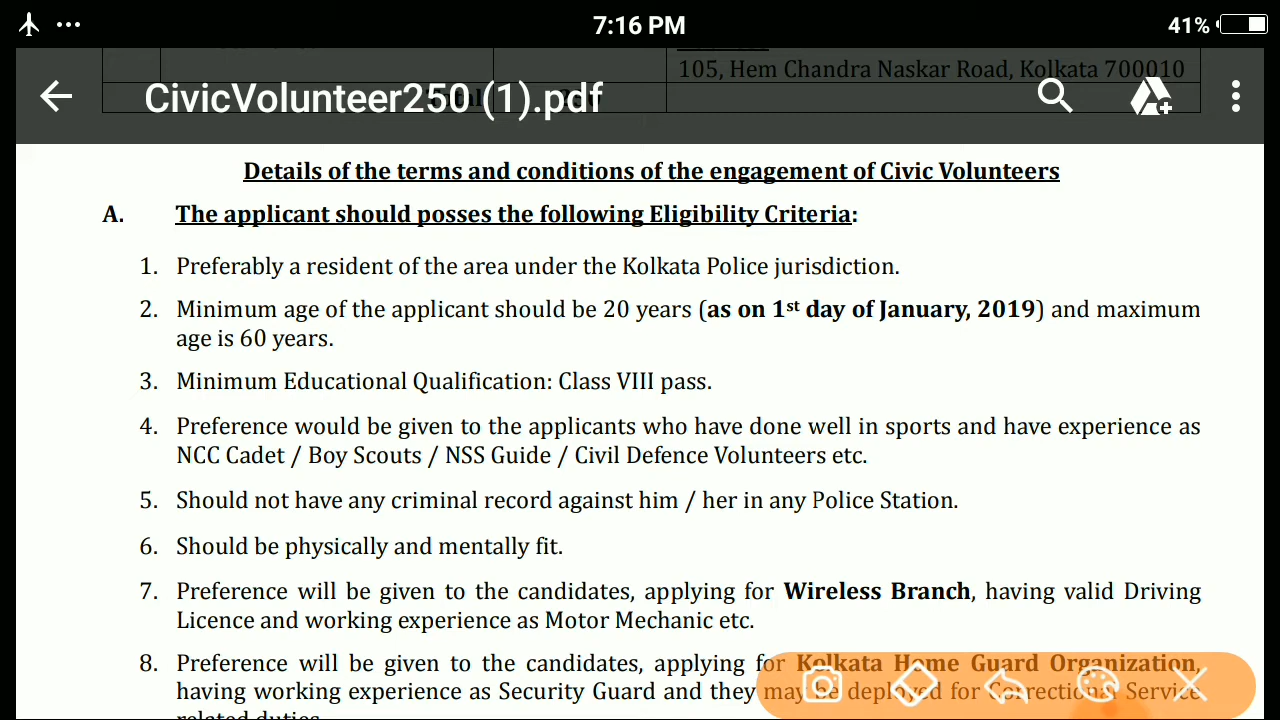 7:16 PM
41%
105, Hem Chandra Naskar Road, Kolkata 700010
CivicVolunteer250 (1).pdf
Details of the terms and conditions of the engagement of Civic Volunteers
A. The applicant should posses the following Eligibility Criteria:
1. Preferably a resident of the area under the Kolkata Police jurisdiction.
2. Minimum age of the applicant should be 20 years (as on 1st day of January, 2019) and maximum
age is 60 years.
3. Minimum Educational Qualification: Class VIII pass.
4. Preference would be given to the applicants who have done well in sports and have experience as
NCC Cadet / Boy Scouts / NSS Guide / Civil Defence Volunteers etc.
5. Should not have any criminal record against him / her in any Police Station.
6. Should be physically and mentally fit.
7. Preference will be given to the candidates, applying for Wireless Branch, having valid Driving
Licence and working experience as Motor Mechanic etc.
8. Preference will be given to the candidates, applying for Kolkata Home Guard Organization,
having working experience as Security Guard and they may be deployed for Correctional Service
related duties